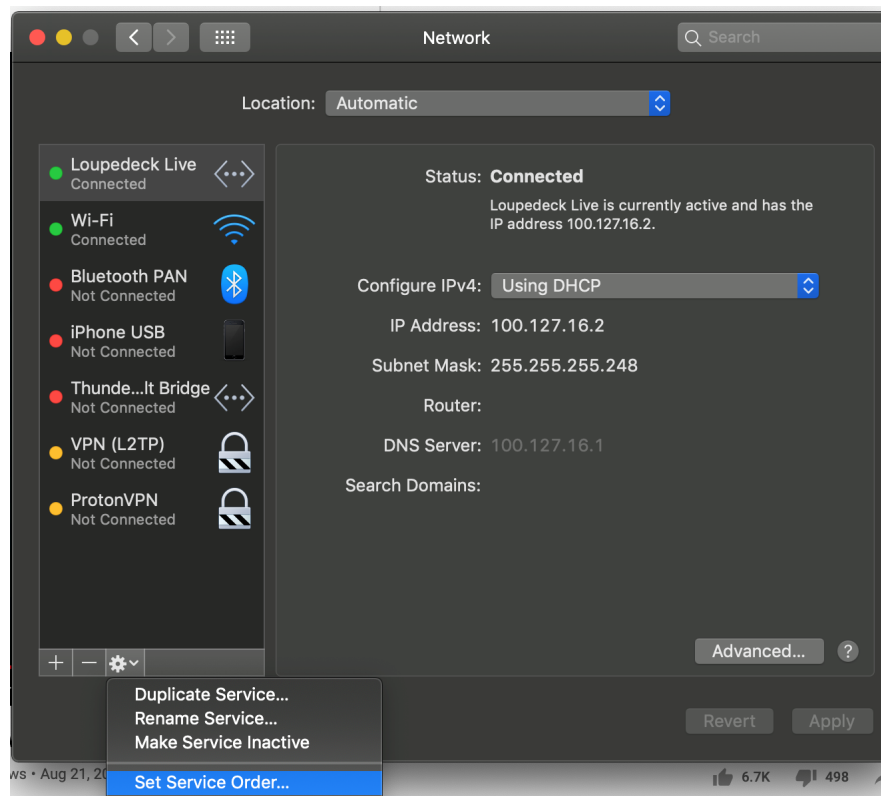 Network
Search
Location: Automatic
Loupedeck Live
Connected
Wi-Fi
Connected
Bluetooth PAN
Not Connected
iPhone USB
Not Connected
Thunde...lt Bridge
Not Connected
VPN (L2TP)
Not Connected
ProtonVPN
Not Connected
Status: Connected
Loupedeck Live is currently active and has the
IP address 100.127.16.2.
Configure IPv4: Using DHCP
IP Address: 100.127.16.2
Subnet Mask: 255.255.255.248
Router:
DNS Server: 100.127.16.1
Search Domains:
Advanced... ?
Duplicate Service...
Rename Service...
Make Service Inactive
Set Service Order...
Revert Apply
ws • Aug 21, 20
6.7K 498